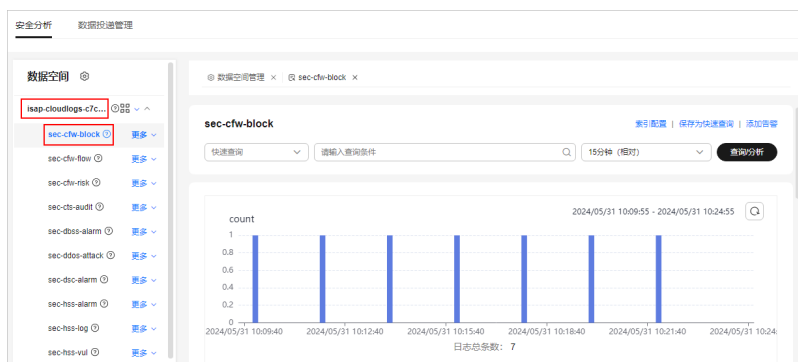 安全分析 数据投递管理
数据空间
数据空间管理 × sec-cfw-block ×
isap-cloudlogs-c7c...
sec-cfw-block 更多
sec-cfw-flow 更多
sec-cfw-risk 更多
sec-cts-audit 更多
sec-dbss-alarm 更多
sec-ddos-attack 更多
sec-dsc-alarm 更多
sec-hss-alarm 更多
sec-hss-log 更多
sec-hss-vul 更多
sec-cfw-block
索引配置 | 保存为快速查询 | 添加告警
快速查询 请输入查询条件 15分钟（相对） 查询/分析
count
2024/05/31 10:09:55 - 2024/05/31 10:24:55
1
0.8
0.6
0.4
0.2
0
2024/05/31 10:09:40 2024/05/31 10:12:40 2024/05/31 10:15:40 2024/05/31 10:18:40 2024/05/31 10:21:40 2024/05/31 10:24:
日志总条数： 7